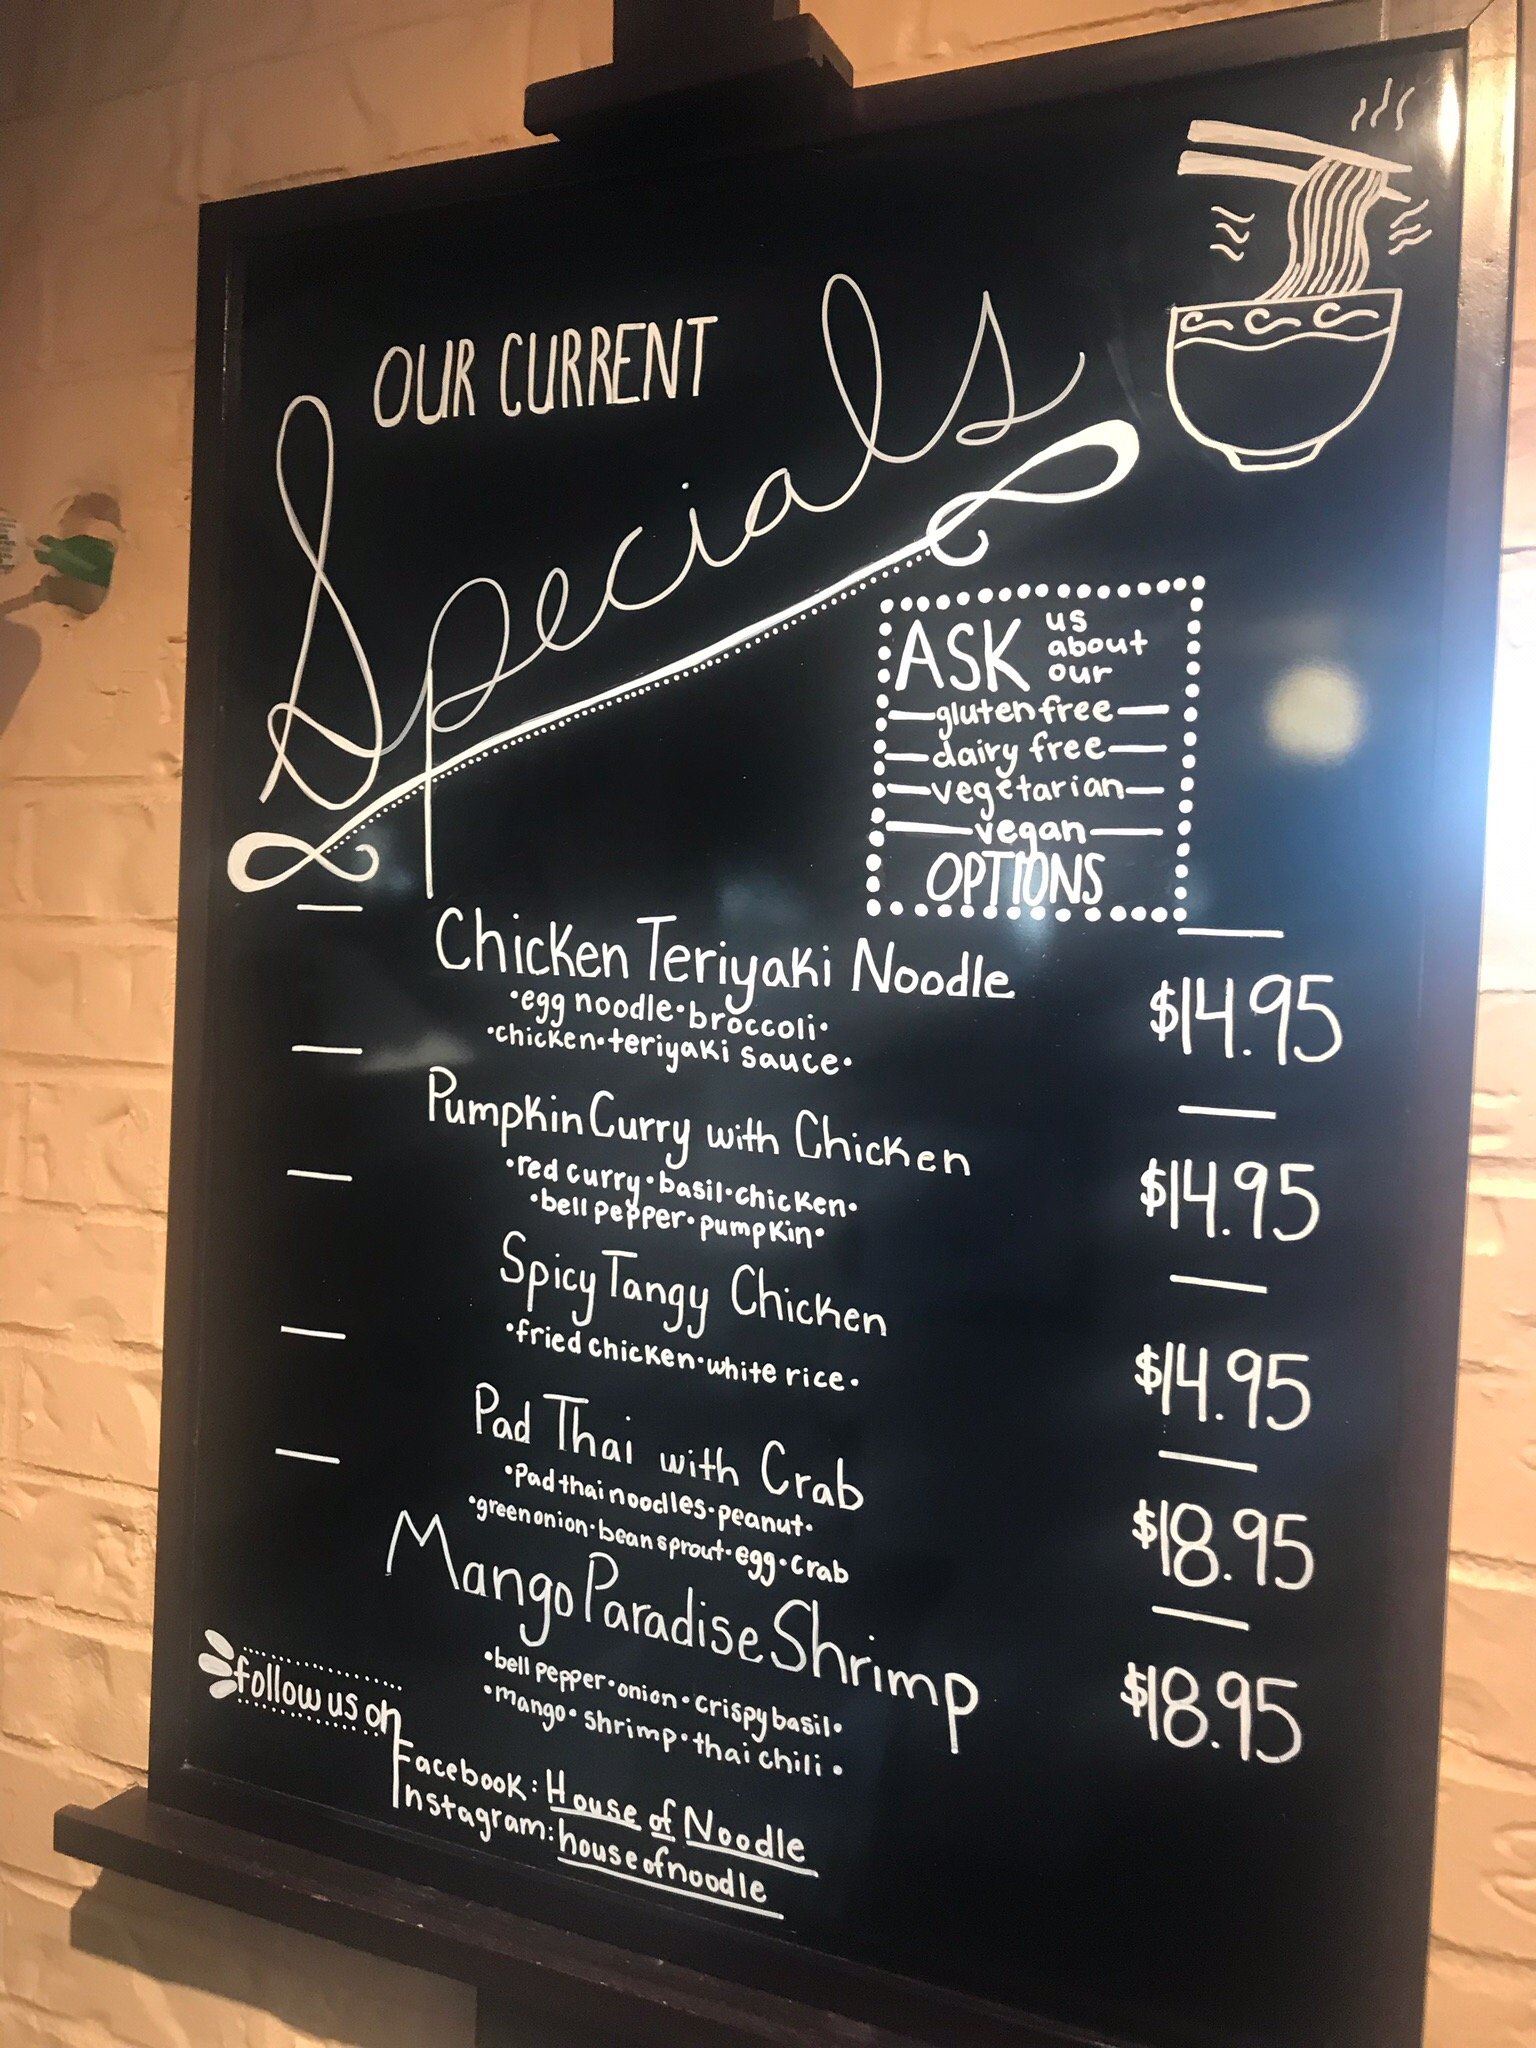 OUR CURRENT
Specials
ASK us
about
our
gluten free
dairy free
vegetarian
vegan
OPTIONS
Chicken Teriyaki Noodle $14.95
•egg noodle•broccoli•
•chicken•teriyaki sauce•
Pumpkin Curry with Chicken $14.95
•red curry•basil•chicken•
•bell pepper•pumpkin•
Spicy Tangy Chicken $14.95
•fried chicken•white rice•
Pad Thai with Crab $18.95
•Pad thai noodles•peanut•
•green onion•bean sprout•egg•crab
Mango Paradise Shrimp $18.95
•bell pepper•onion•crispy basil•
•mango•shrimp•thai chili•
follow us on
Facebook: House of Noodle
Instagram: houseofnoodle